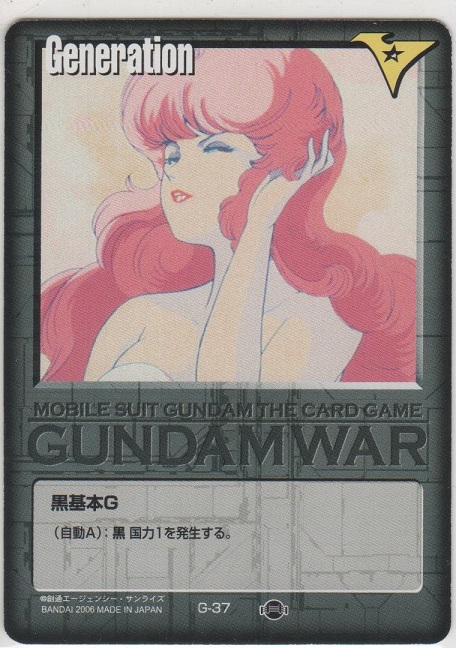 Generation
MOBILE SUIT GUNDAM THE CARD GAME
GUNDAM WAR
黒基本G
（自動A）：黒 国力1を発生する。
©創通エージェンシー・サンライズ
BANDAI 2006 MADE IN JAPAN
G-37